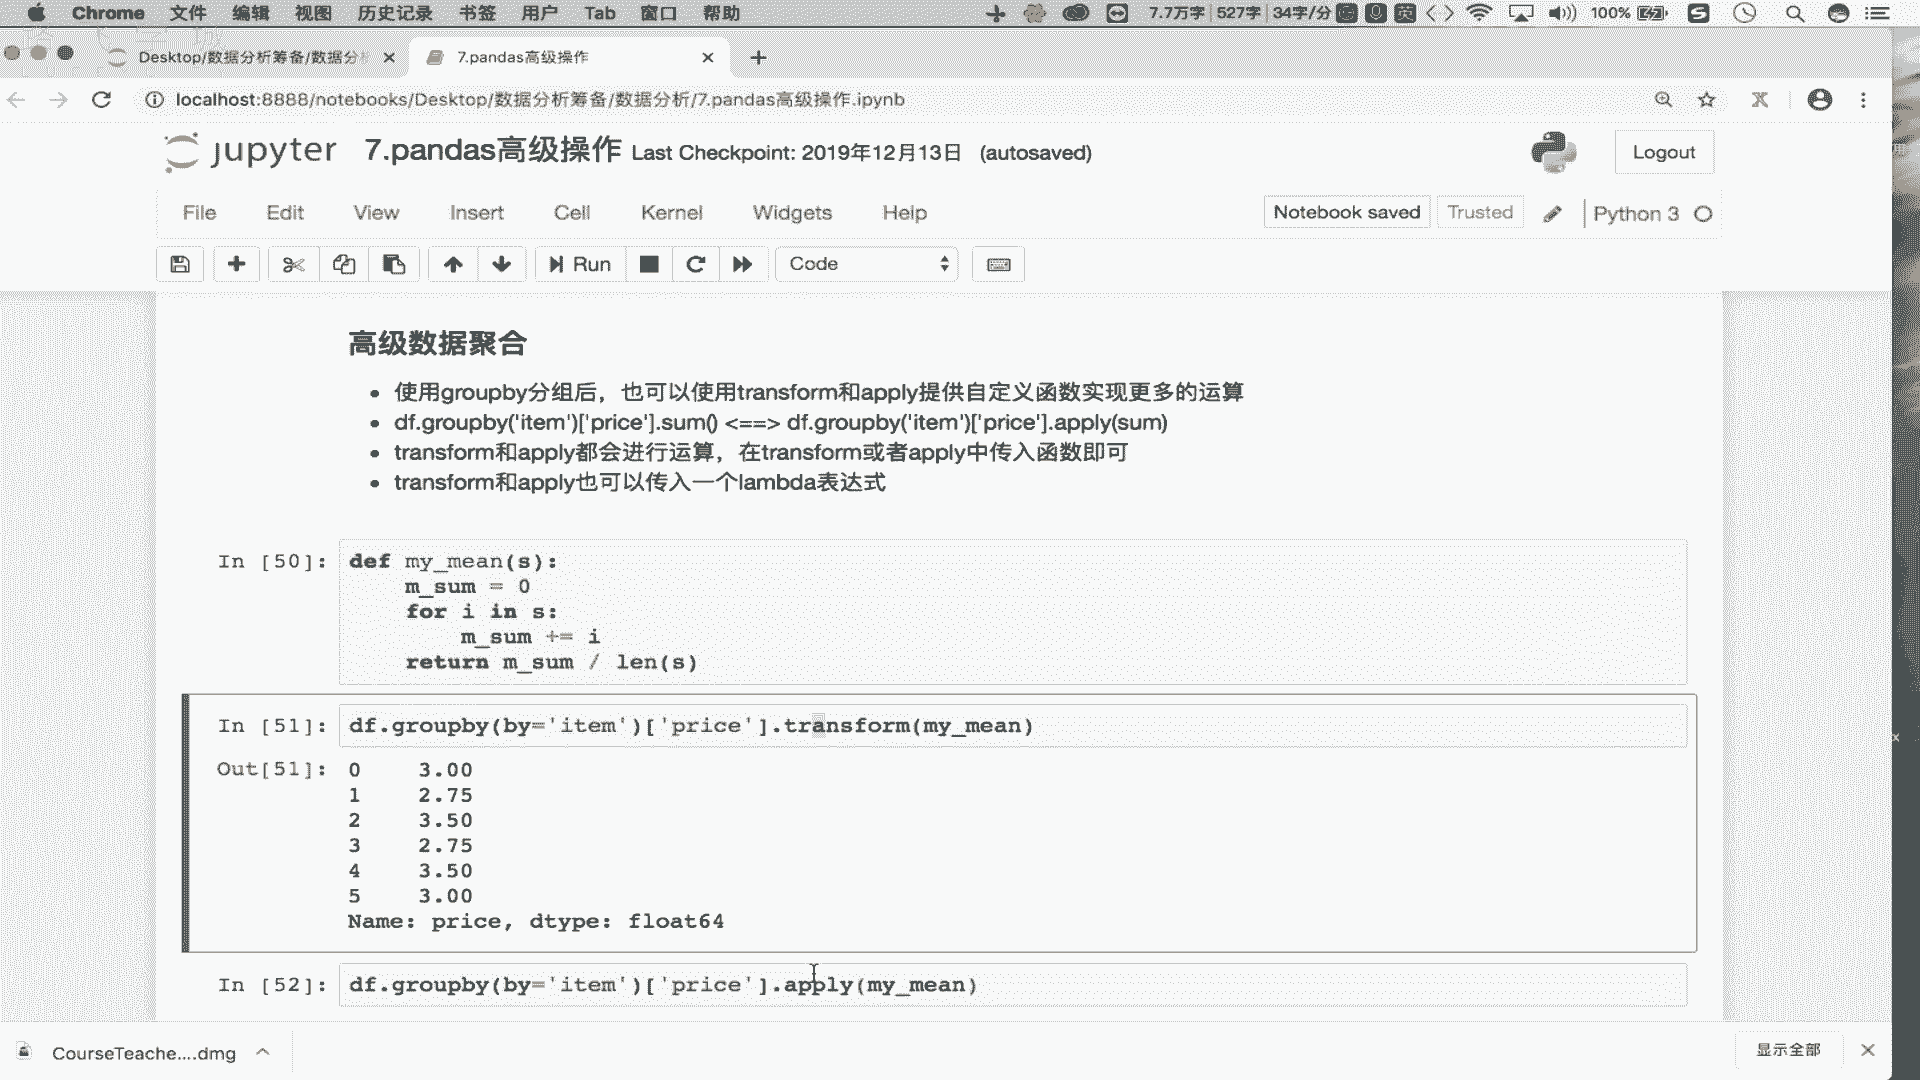 Chrome 文件 编辑 视图 历史记录 书签 用户 Tab 窗口 帮助 7.7万字 527字 34字/分 英 100%
Desktop/数据分析筹备/数据分 7.pandas高级操作
localhost:8888/notebooks/Desktop/数据分析筹备/数据分析/7.pandas高级操作.ipynb
jupyter 7.pandas高级操作 Last Checkpoint: 2019年12月13日 (autosaved) Logout
File Edit View Insert Cell Kernel Widgets Help Notebook saved Trusted Python 3
Run Code
高级数据聚合
使用groupby分组后，也可以使用transform和apply提供自定义函数实现更多的运算
df.groupby('item')['price'].sum() <==> df.groupby('item')['price'].apply(sum)
transform和apply都会进行运算，在transform或者apply中传入函数即可
transform和apply也可以传入一个lambda表达式
In [50]: def my_mean(s):
m_sum = 0
for i in s:
m_sum += i
return m_sum / len(s)
In [51]: df.groupby(by='item')['price'].transform(my_mean)
Out[51]: 0 3.00
1 2.75
2 3.50
3 2.75
4 3.50
5 3.00
Name: price, dtype: float64
In [52]: df.groupby(by='item')['price'].apply(my_mean)
CourseTeache....dmg 显示全部